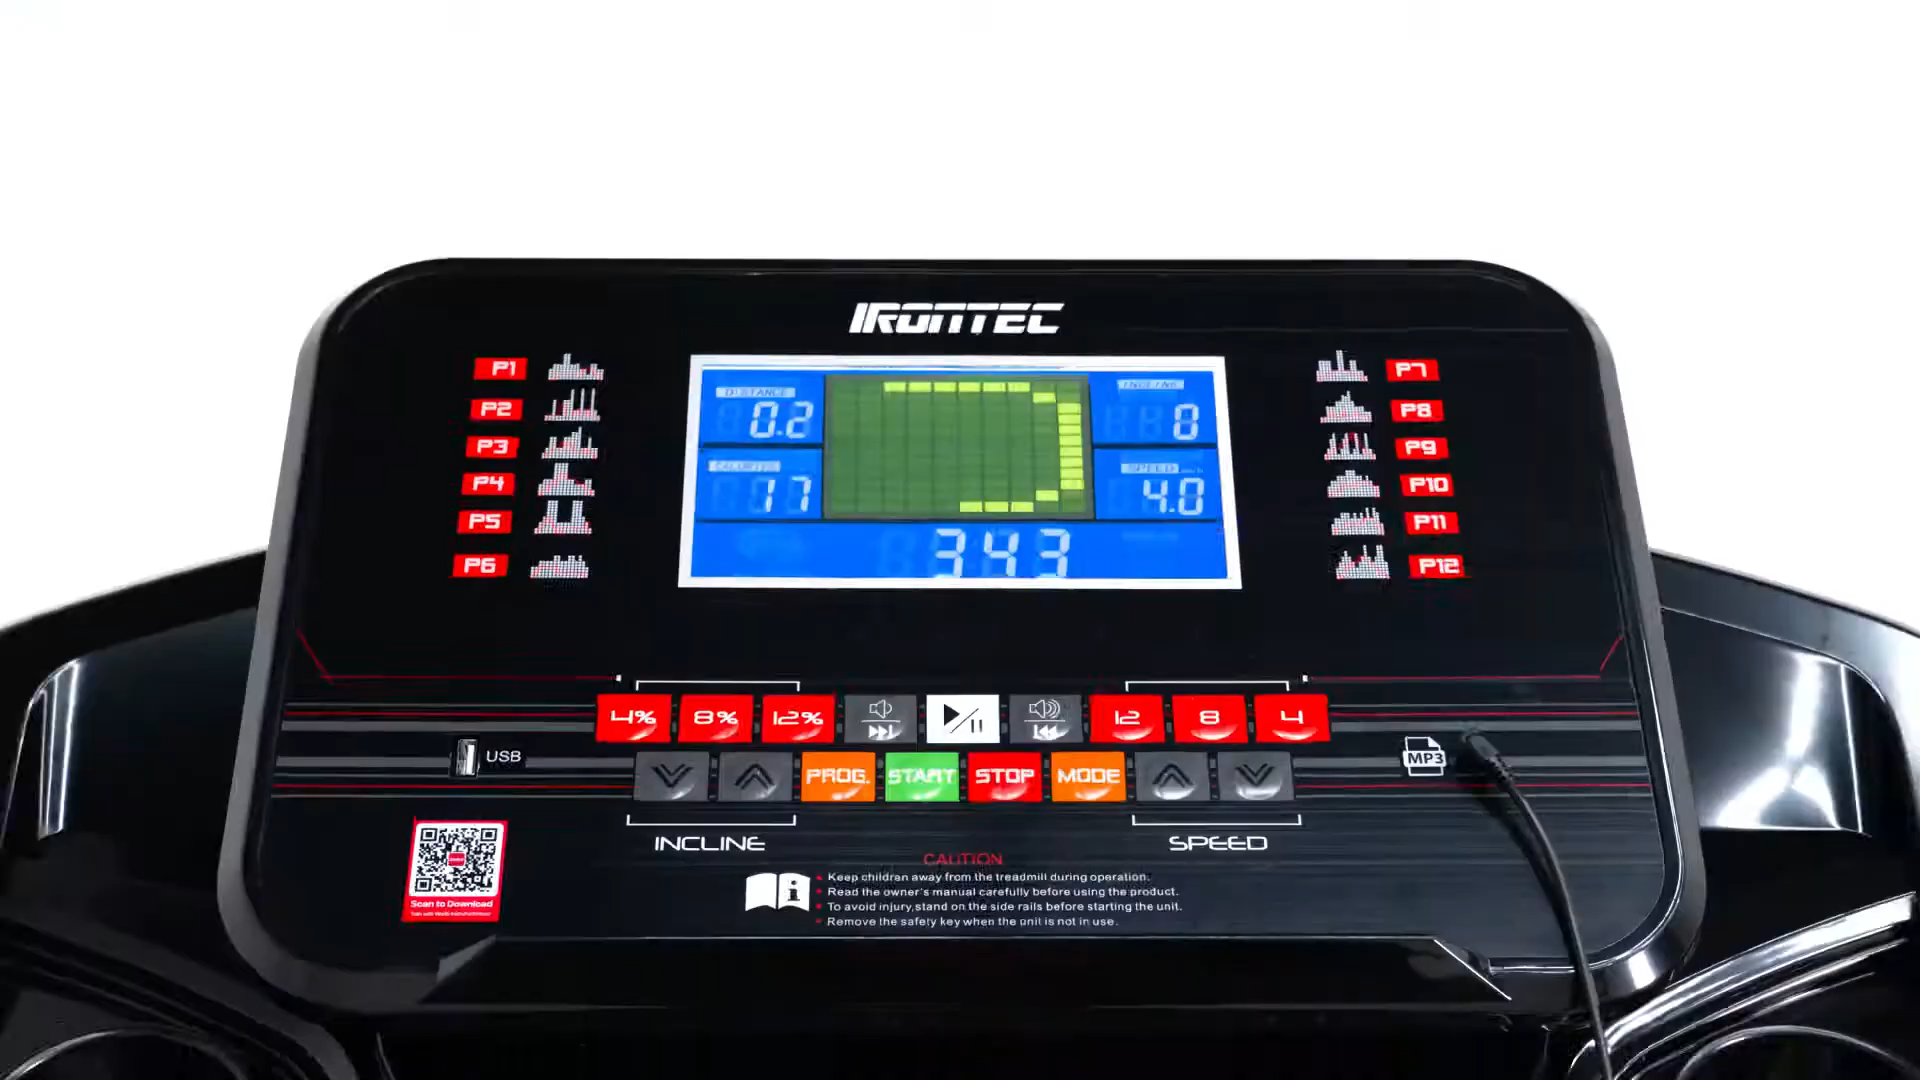 IRONTEC
P1
P2
P3
P4
P5
P6
DISTANCE
0.2
CALORIES
17
INCLINE
0
SPEED
4.0
343
P7
P8
P9
P10
P11
P12
4% 8% 12% 12 8 4
USB
PROG. START STOP MODE
MP3
INCLINE
SPEED
Scan to Download
CAUTION
Keep children away from the treadmill during operation.
Read the owner's manual carefully before using the product.
To avoid injury,stand on the side rails before starting the unit.
Remove the safety key when the unit is not in use.